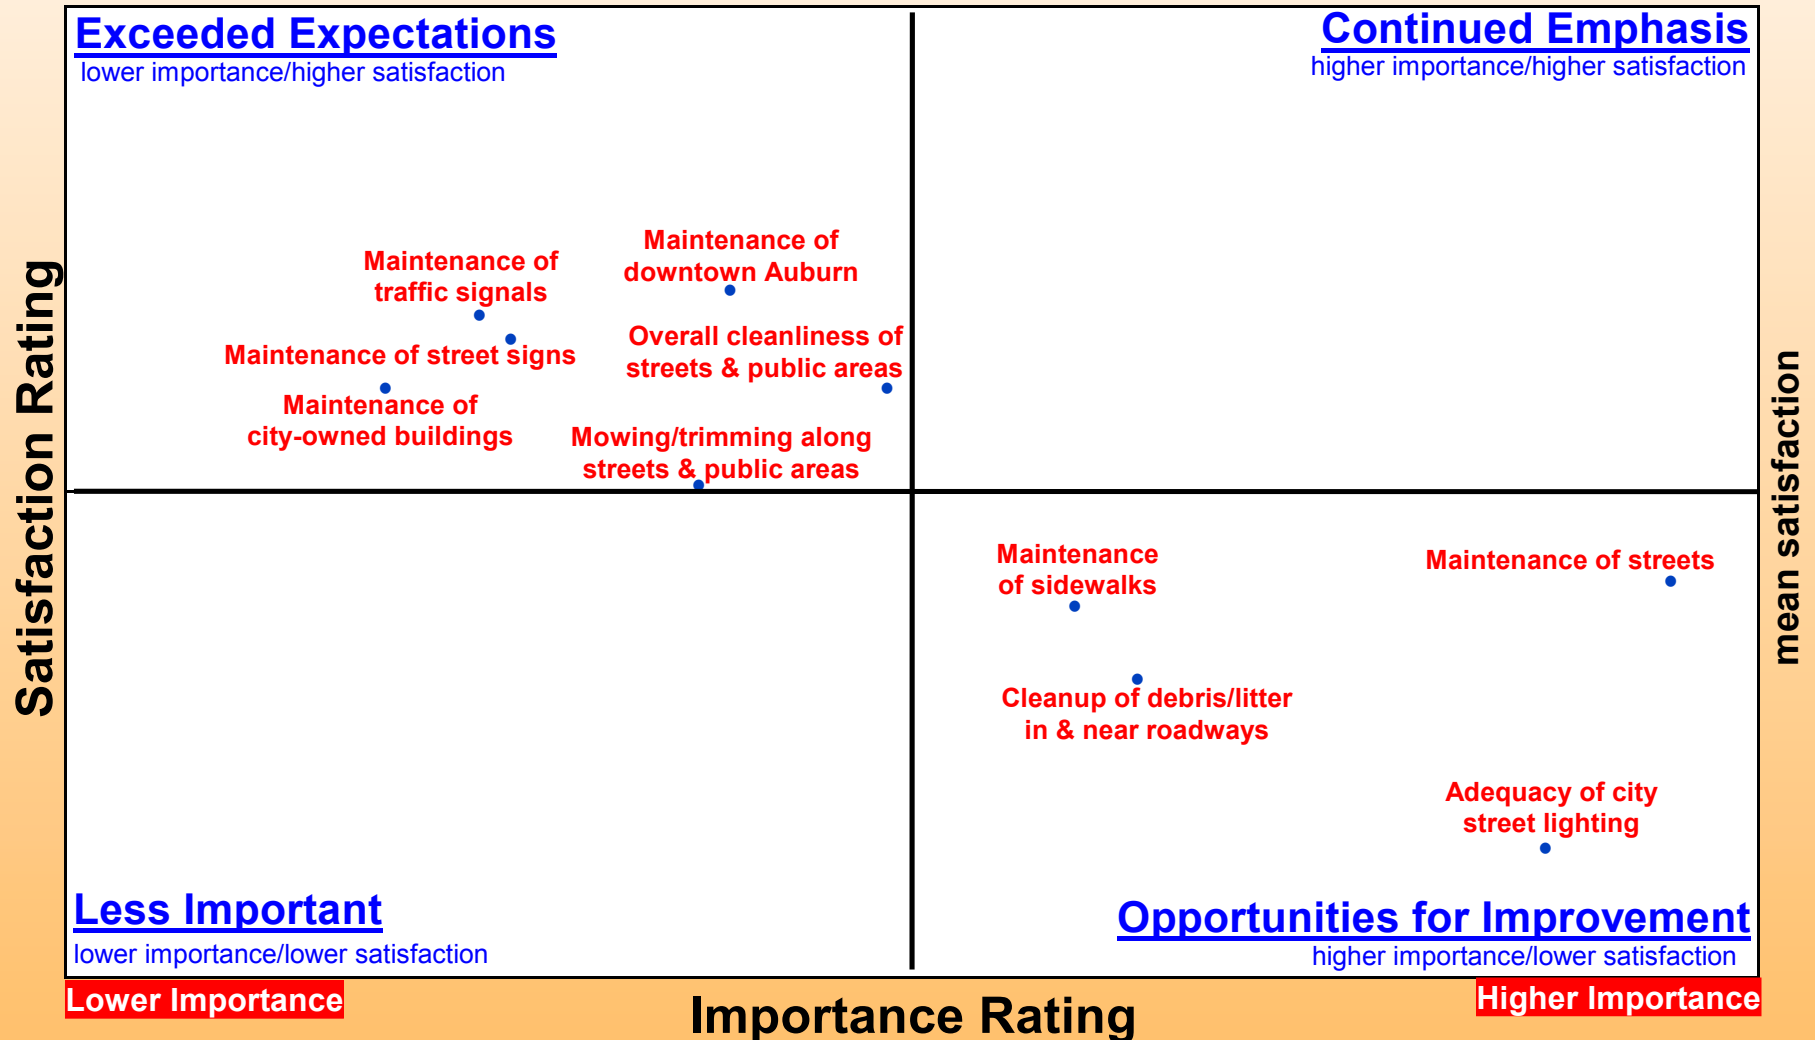 Exceeded Expectations
lower importance/higher satisfaction
Continued Emphasis
higher importance/higher satisfaction
Maintenance of
downtown Auburn
Maintenance of
traffic signals
Overall cleanliness of
streets & public areas
Maintenance of street signs
Maintenance of
city-owned buildings
Mowing/trimming along
streets & public areas
Satisfaction Rating
mean satisfaction
Maintenance
of sidewalks
Maintenance of streets
Cleanup of debris/litter
in & near roadways
Adequacy of city
street lighting
Less Important
lower importance/lower satisfaction
Opportunities for Improvement
higher importance/lower satisfaction
Lower Importance
Importance Rating
Higher Importance